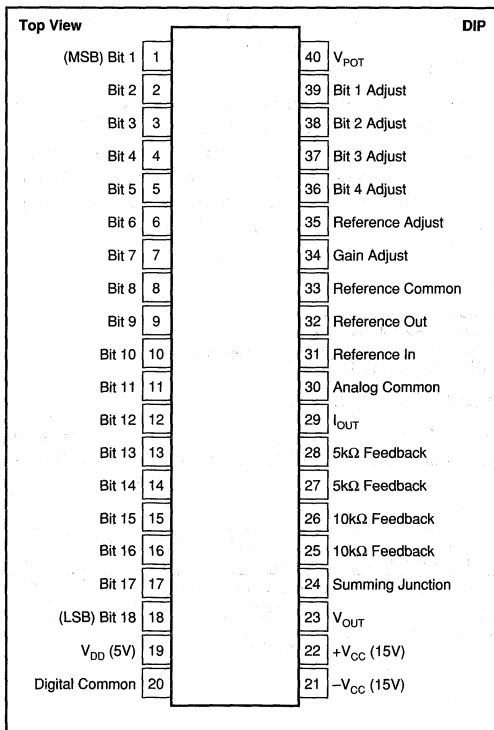 Top View DIP
(MSB) Bit 1 1 40 V_POT
Bit 2 2 39 Bit 1 Adjust
Bit 3 3 38 Bit 2 Adjust
Bit 4 4 37 Bit 3 Adjust
Bit 5 5 36 Bit 4 Adjust
Bit 6 6 35 Reference Adjust
Bit 7 7 34 Gain Adjust
Bit 8 8 33 Reference Common
Bit 9 9 32 Reference Out
Bit 10 10 31 Reference In
Bit 11 11 30 Analog Common
Bit 12 12 29 I_OUT
Bit 13 13 28 5kΩ Feedback
Bit 14 14 27 5kΩ Feedback
Bit 15 15 26 10kΩ Feedback
Bit 16 16 25 10kΩ Feedback
Bit 17 17 24 Summing Junction
(LSB) Bit 18 18 23 V_OUT
V_DD (5V) 19 22 +V_CC (15V)
Digital Common 20 21 –V_CC (15V)